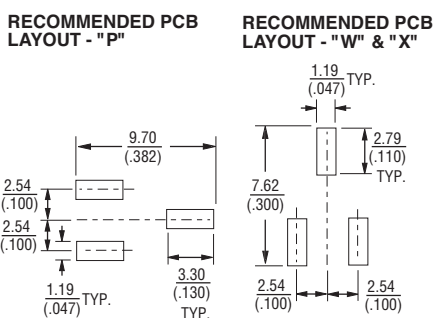 RECOMMENDED PCB
LAYOUT - "P"
9.70
(.382)
2.54
(.100)
2.54
(.100)
1.19
(.047)
TYP.
3.30
(.130)
TYP.
RECOMMENDED PCB
LAYOUT - "W" & "X"
1.19
(.047)
TYP.
2.79
(.110)
TYP.
7.62
(.300)
2.54
(.100)
2.54
(.100)